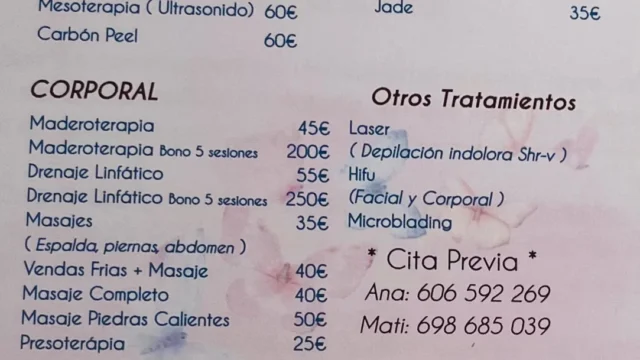 Mesoterapia ( Ultrasonido) 60€
Carbón Peel 60€
Jade 35€
CORPORAL
Maderoterapia 45€
Maderoterapia Bono 5 sesiones 200€
Drenaje Linfático 55€
Drenaje Linfático Bono 5 sesiones 250€
Masajes 35€
( Espalda, piernas, abdomen )
Vendas Frias + Masaje 40€
Masaje Completo 40€
Masaje Piedras Calientes 50€
Presoterápia 25€
Otros Tratamientos
Laser
( Depilación indolora Shr-v )
Hifu
(Facial y Corporal )
Microblading
* Cita Previa *
Ana: 606 592 269
Mati: 698 685 039